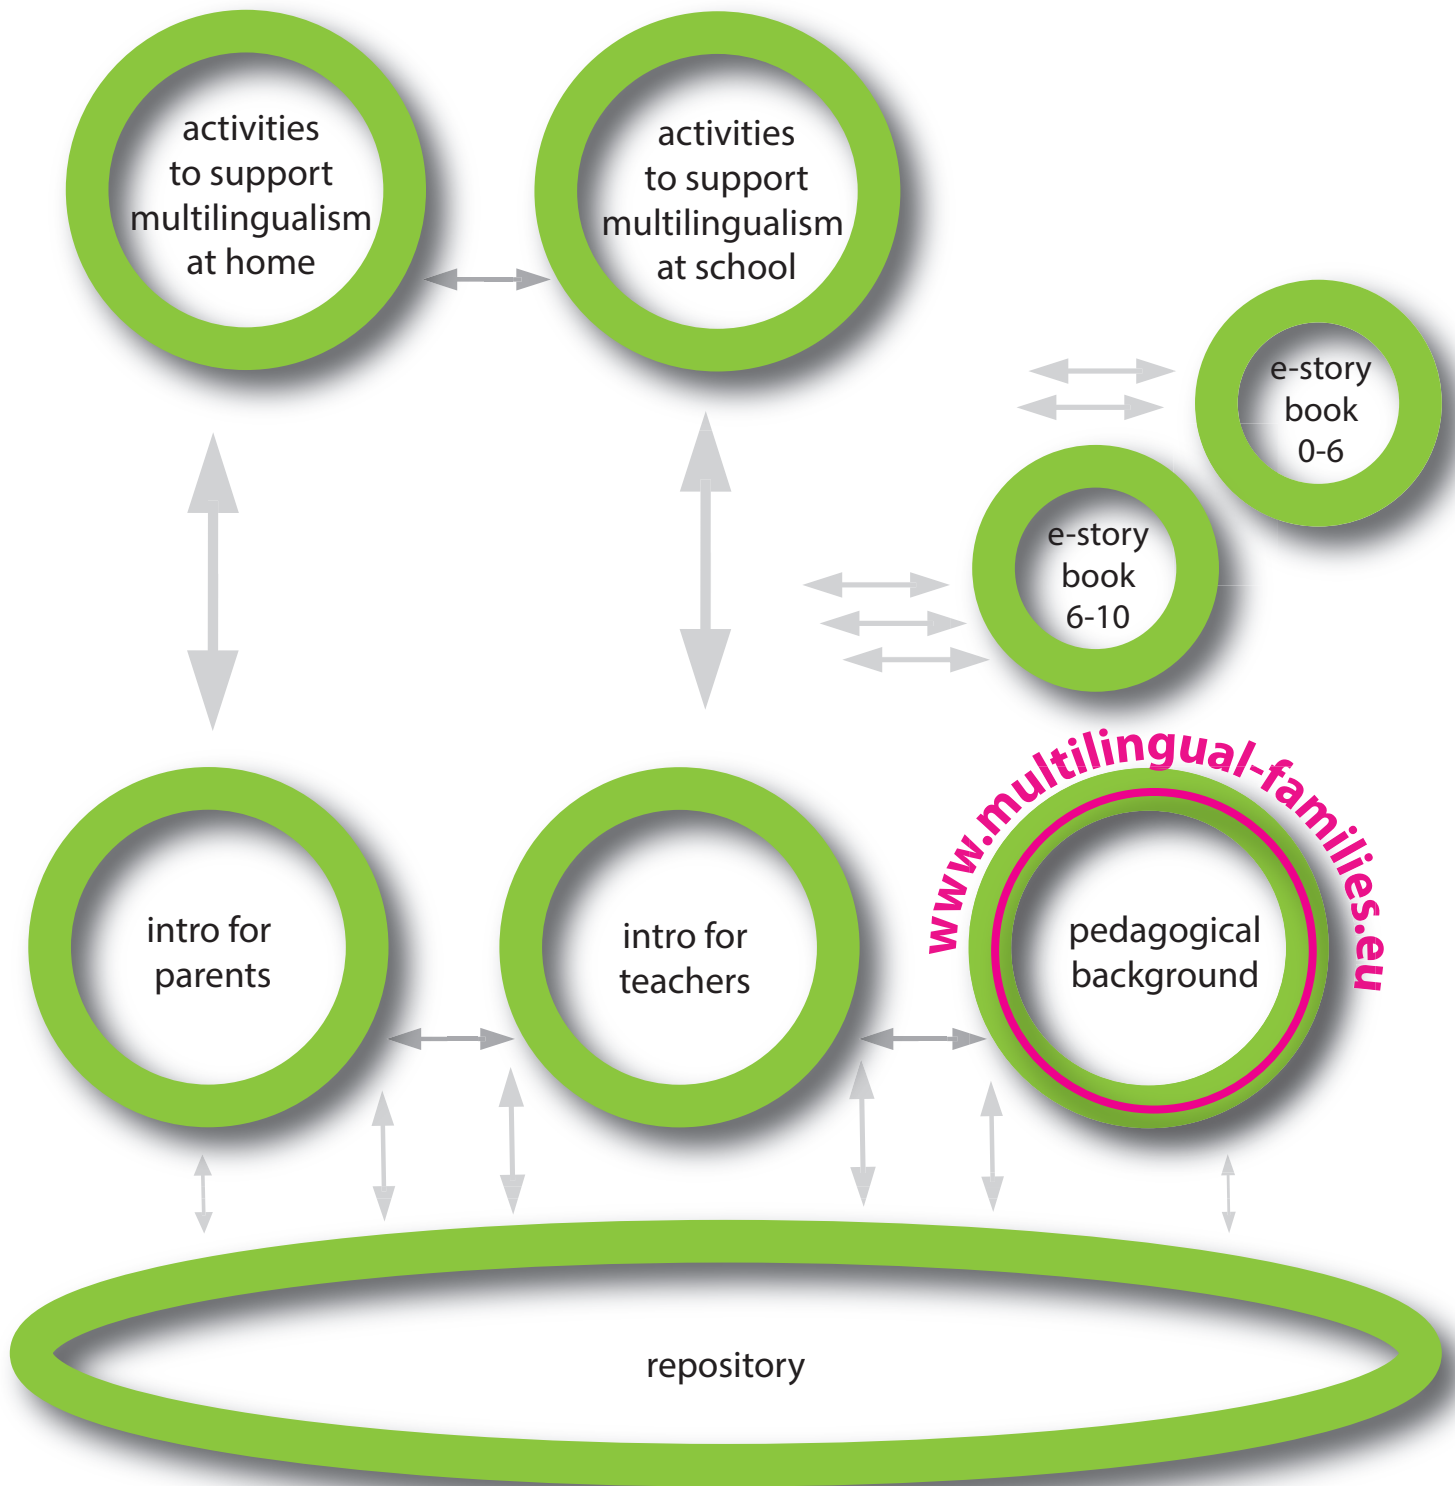 activities
to support
multilingualism
at home
activities
to support
multilingualism
at school
e-story
book
0-6
e-story
book
6-10
www.multilingual-families.eu
intro for
parents
intro for
teachers
pedagogical
background
repository